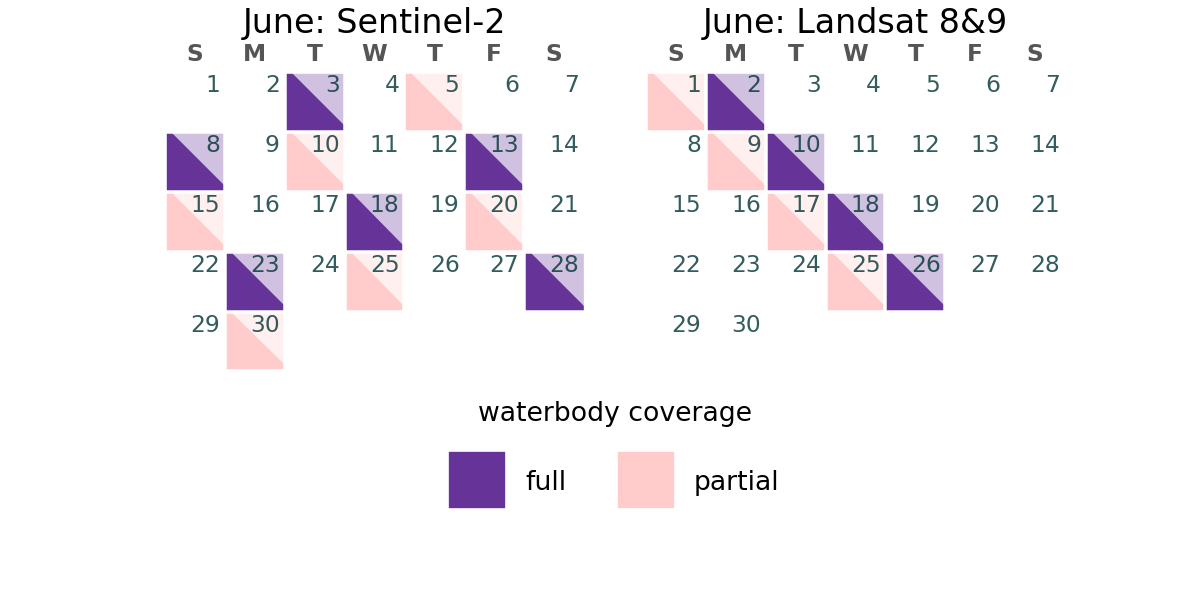 June: Sentinel-2
S M T W T F S
1 2 3 4 5 6 7
8 9 10 11 12 13 14
15 16 17 18 19 20 21
22 23 24 25 26 27 28
29 30
June: Landsat 8&9
S M T W T F S
1 2 3 4 5 6 7
8 9 10 11 12 13 14
15 16 17 18 19 20 21
22 23 24 25 26 27 28
29 30
waterbody coverage
full partial